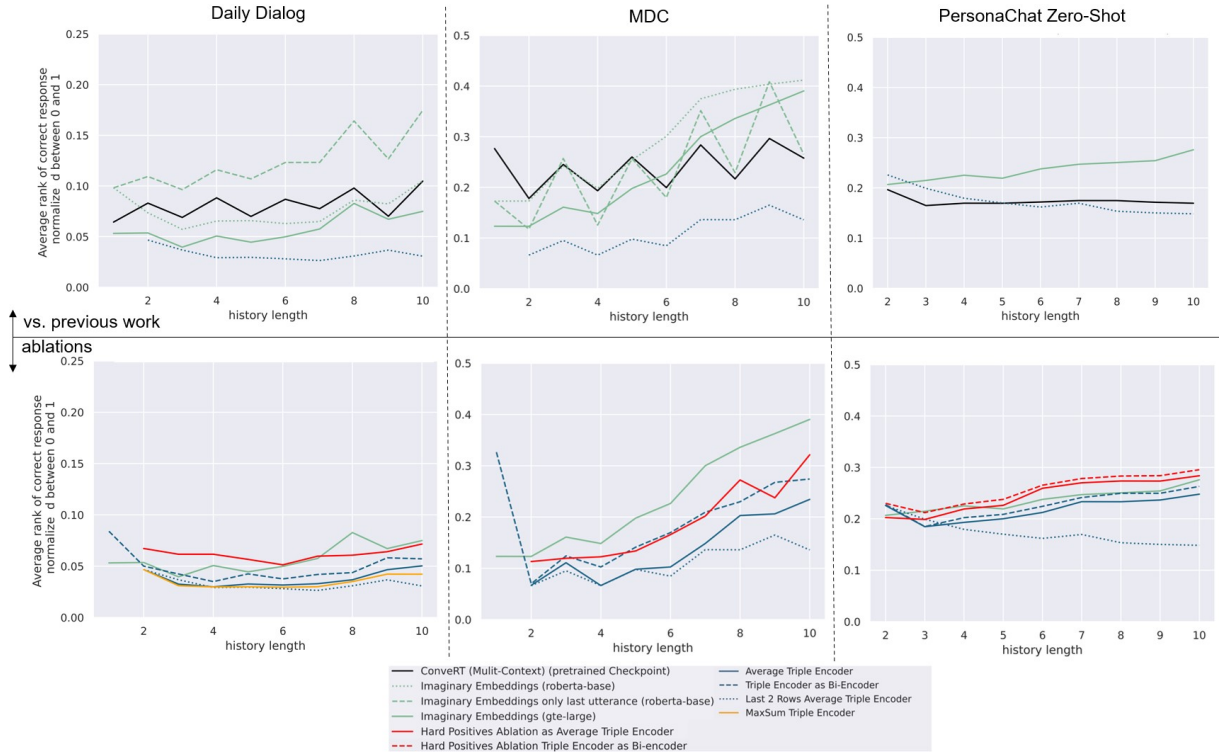 Daily Dialog
MDC
PersonaChat Zero-Shot
Average rank of correct response
normalize d between 0 and 1
0.25
0.20
0.15
0.10
0.05
0.00
2
4
6
8
10
history length
0.5
0.4
0.3
0.2
0.1
0.0
2
4
6
8
10
history length
0.5
0.4
0.3
0.2
0.1
0.0
2
3
4
5
6
7
8
9
10
history length
vs. previous work
ablations
Average rank of correct response
normalize d between 0 and 1
0.25
0.20
0.15
0.10
0.05
0.00
2
4
6
8
10
history length
0.5
0.4
0.3
0.2
0.1
0.0
2
4
6
8
10
history length
0.5
0.4
0.3
0.2
0.1
0.0
2
3
4
5
6
7
8
9
10
history length
ConveRT (Mulit-Context) (pretrained Checkpoint)
Imaginary Embeddings (roberta-base)
Imaginary Embeddings only last utterance (roberta-base)
Imaginary Embeddings (gte-large)
Hard Positives Ablation as Average Triple Encoder
Hard Positives Ablation Triple Encoder as Bi-encoder
Average Triple Encoder
Triple Encoder as Bi-Encoder
Last 2 Rows Average Triple Encoder
MaxSum Triple Encoder